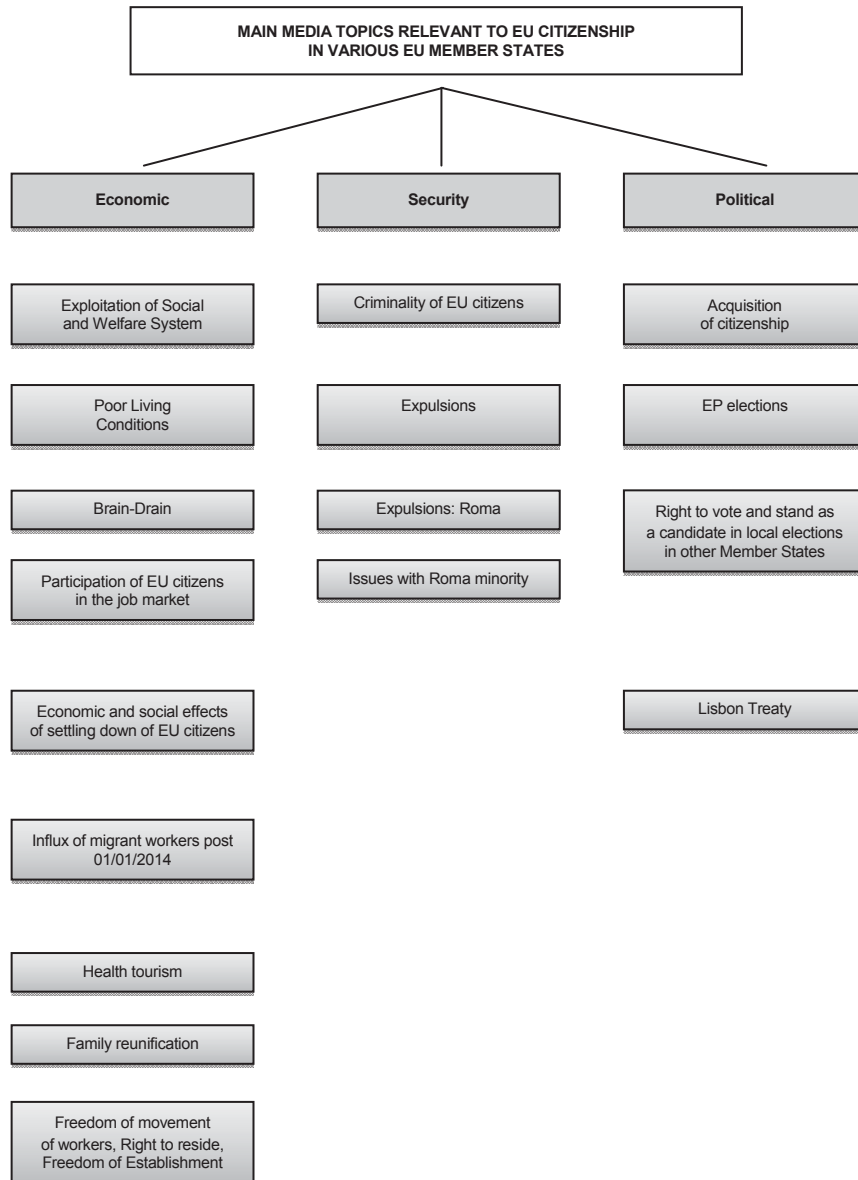 MAIN MEDIA TOPICS RELEVANT TO EU CITIZENSHIP
IN VARIOUS EU MEMBER STATES
Economic
Exploitation of Social
and Welfare System
Poor Living
Conditions
Brain-Drain
Participation of EU citizens
in the job market
Economic and social effects
of settling down of EU citizens
Influx of migrant workers post
01/01/2014
Health tourism
Family reunification
Freedom of movement
of workers, Right to reside,
Freedom of Establishment
Security
Criminality of EU citizens
Expulsions
Expulsions: Roma
Issues with Roma minority
Political
Acquisition
of citizenship
EP elections
Right to vote and stand as
a candidate in local elections
in other Member States
Lisbon Treaty